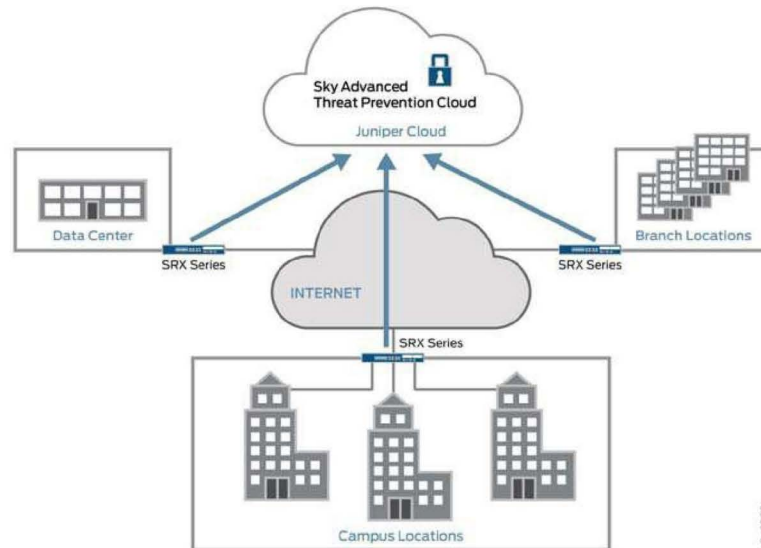 Sky Advanced
Threat Prevention Cloud
Juniper Cloud
Data Center
Branch Locations
SRX Series
SRX Series
INTERNET
SRX Series
Campus Locations